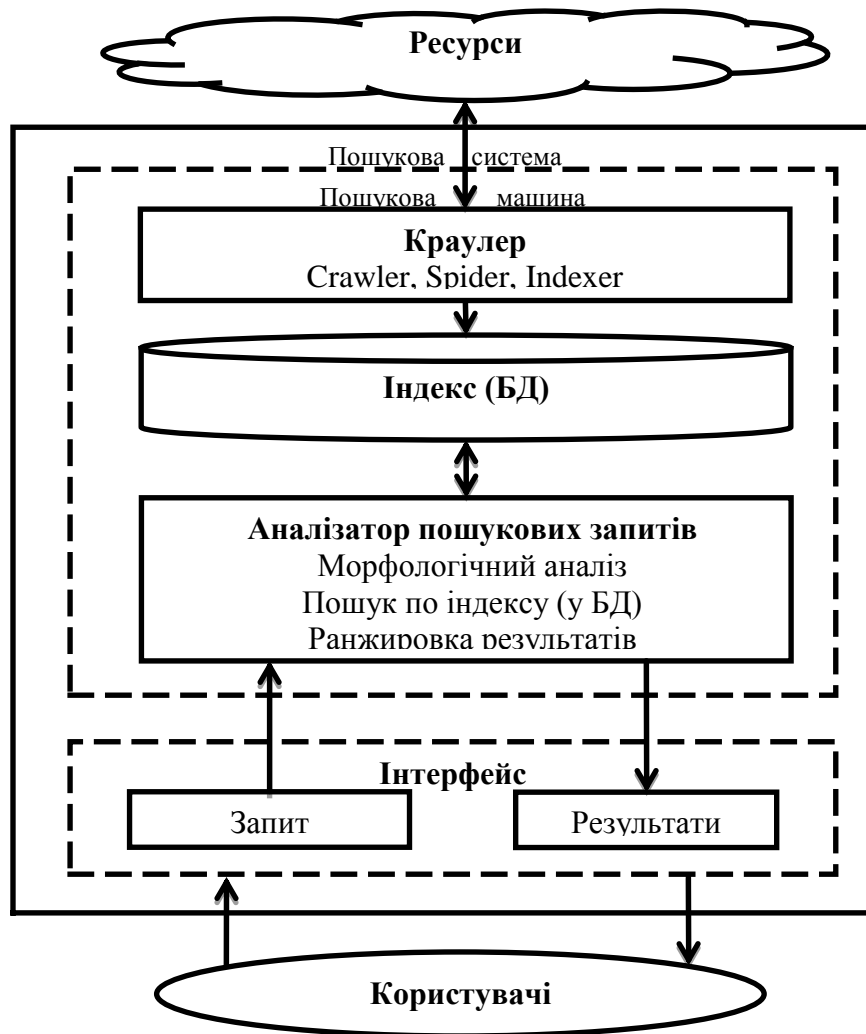 Ресурси
Пошукова система
Пошукова машина
Краулер
Crawler, Spider, Indexer
Індекс (БД)
Аналізатор пошукових запитів
Морфологічний аналіз
Пошук по індексу (у БД)
Ранжировка результатів
Інтерфейс
Запит
Результати
Користувачі